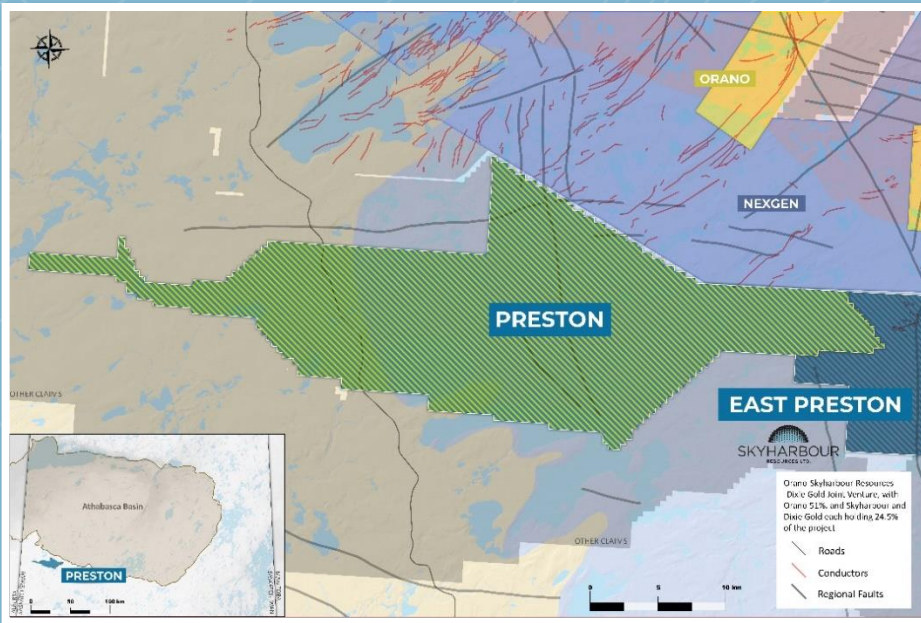 ORANO
NEXGEN
PRESTON
EAST PRESTON
SKYHARBOUR
RESOURCES LTD.
OTHER CLAIMS
OTHER CLAIMS
Orano Skyharbour Resources
Dixie Gold Joint Venture, with
Orano 51%, and Skyharbour and
Dixie Gold each holding 24.5%
of the project
Roads
Conductors
Regional Faults
0 5 10 km
Athabasca Basin
PRESTON
0 50 100 km